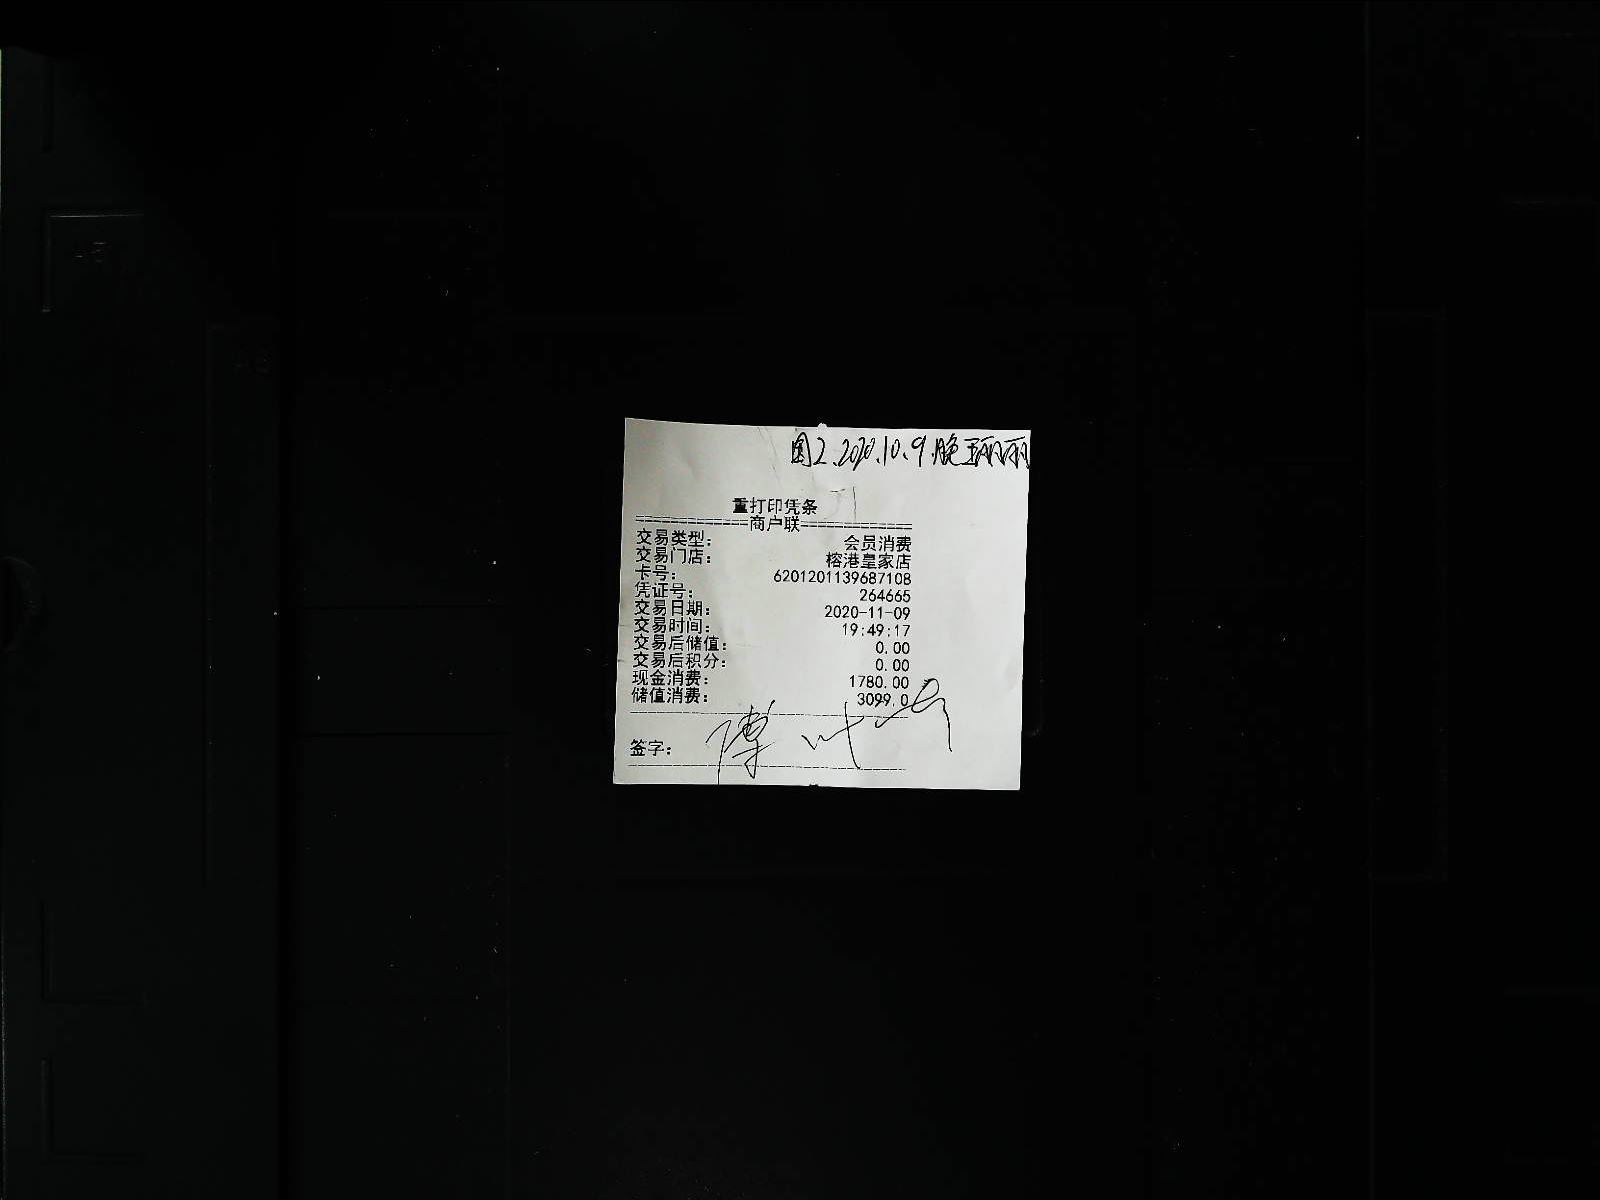 国2.2020.10.9.晚王丽丽
重打印凭条
============商户联============
交易类型: 会员消费
交易门店: 榕港皇家店
卡号: 6201201139687108
凭证号: 264665
交易日期: 2020-11-09
交易时间: 19:49:17
交易后储值: 0.00
交易后积分: 0.00
现金消费: 1780.00
储值消费: 3099.0
签字: